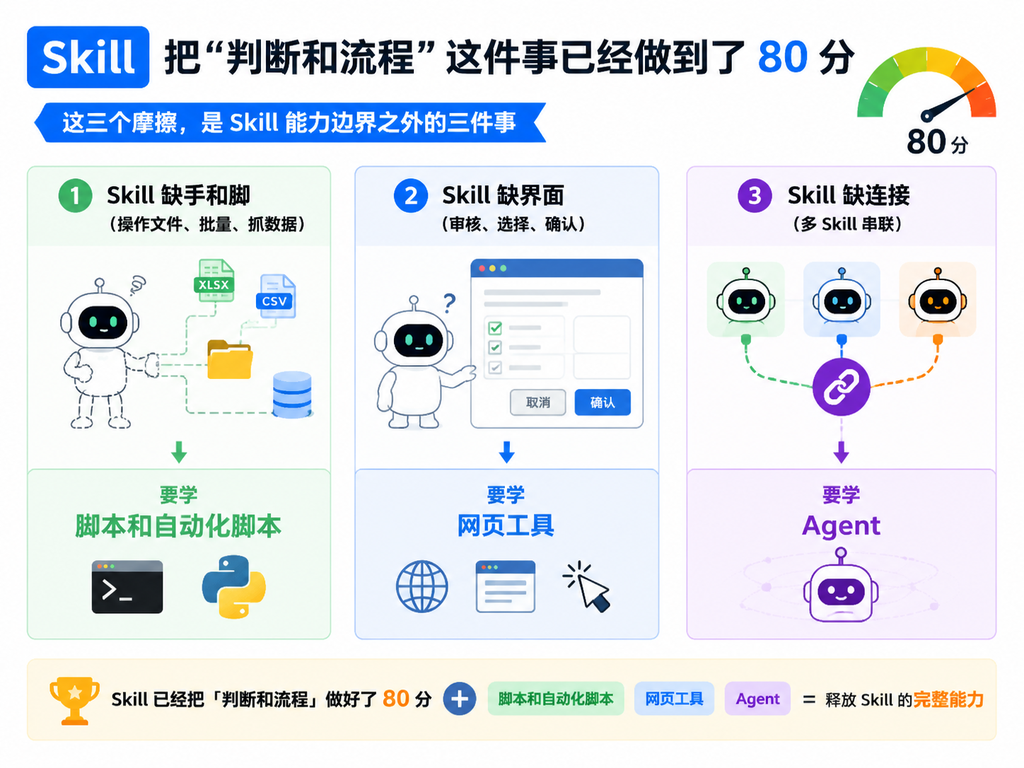 Skill 把“判断和流程”这件事已经做到了 80 分
这三个摩擦，是 Skill 能力边界之外的三件事
80 分
1 Skill 缺手和脚
（操作文件、批量、抓数据）
XLSX
CSV
要学
脚本和自动化脚本
>_
2 Skill 缺界面
（审核、选择、确认）
?
取消 确认
要学
网页工具
3 Skill 缺连接
（多 Skill 串联）
要学
Agent
Skill 已经把「判断和流程」做好了 80 分 + 脚本和自动化脚本 网页工具 Agent = 释放 Skill 的完整能力